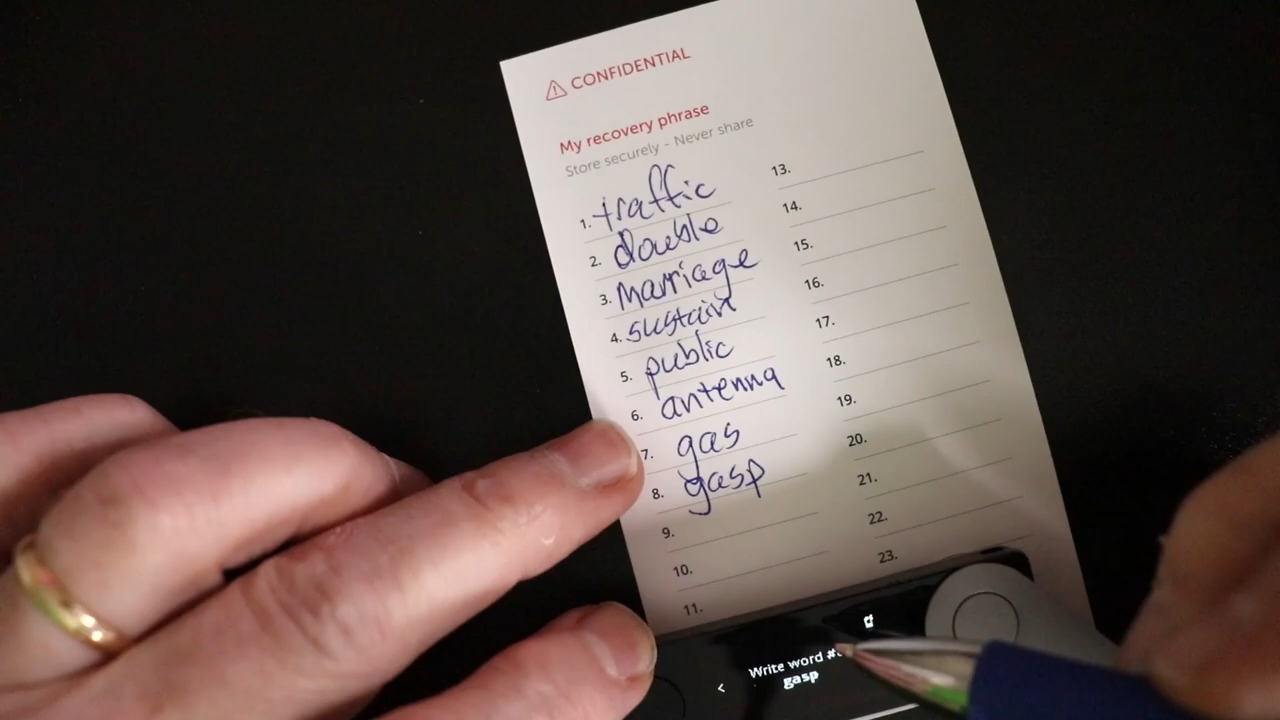 CONFIDENTIAL
My recovery phrase
Store securely - Never share
1. traffic
2. double
3. marriage
4. sustain
5. public
6. antenna
7. gas
8. gasp
9.
10.
11.
13.
14.
15.
16.
17.
18.
19.
20.
21.
22.
23.
Write word #
gasp